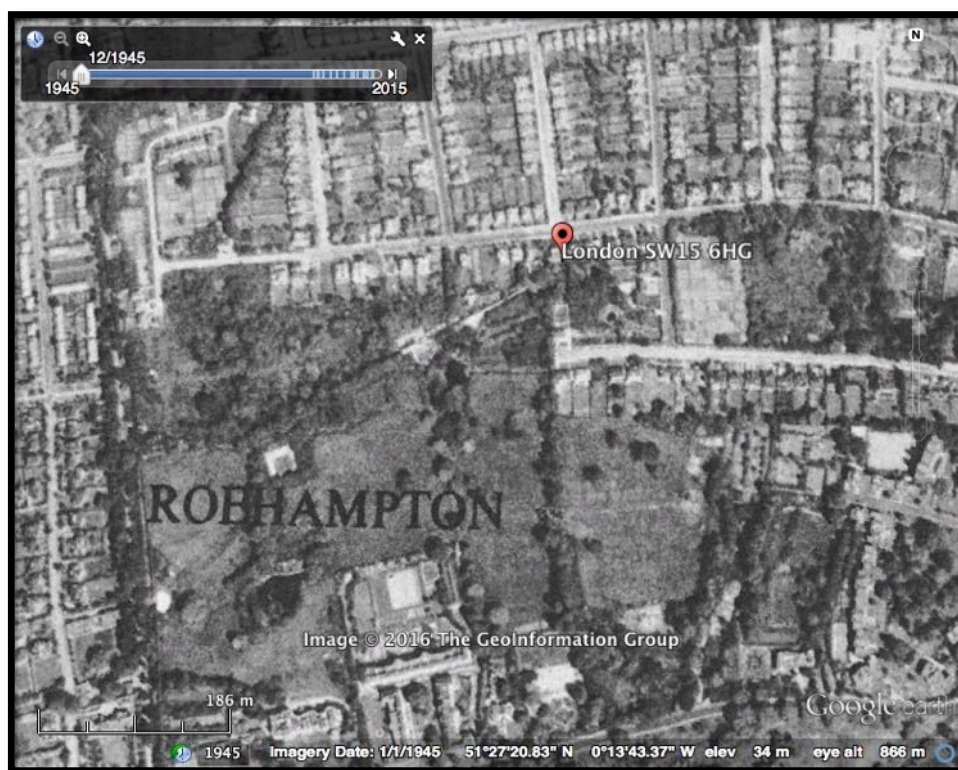 12/1945
1945 2015
N
London SW15 6HG
ROEHAMPTON
Image © 2016 The GeoInformation Group
186 m
Google earth
1945 Imagery Date: 1/1/1945 51°27'20.83" N 0°13'43.37" W elev 34 m eye alt 866 m